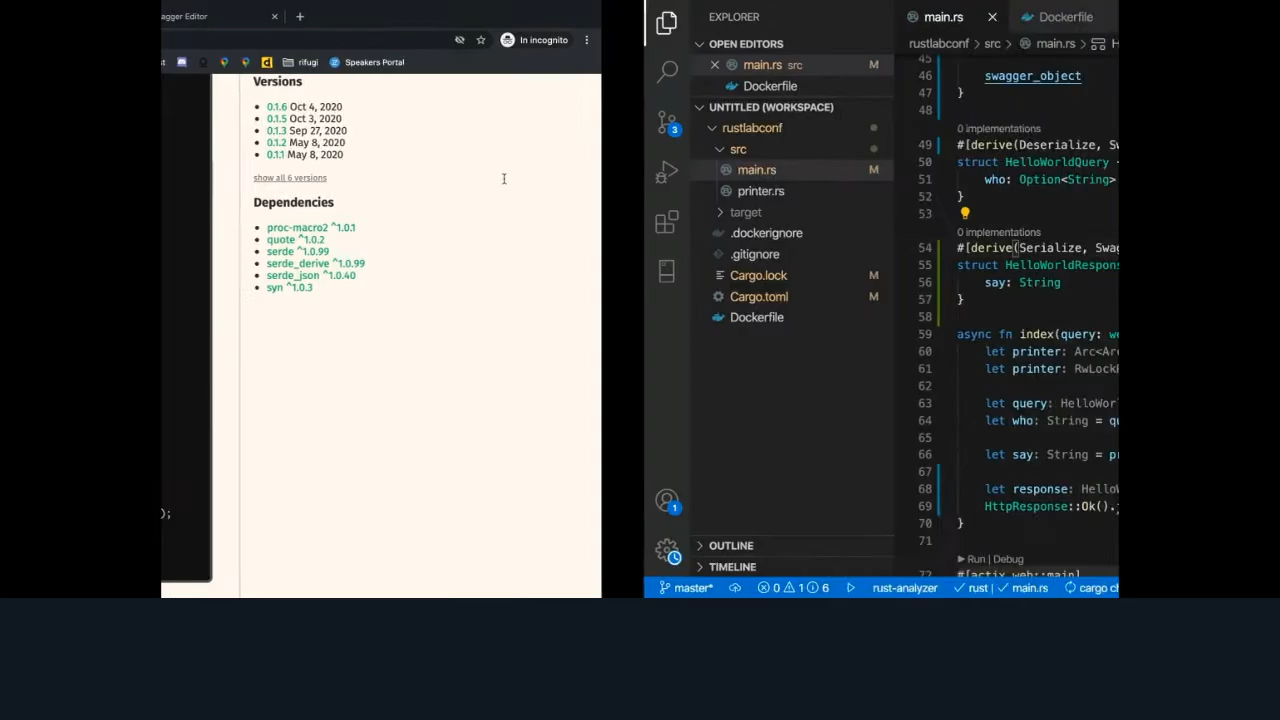 agger Editor
In incognito
st
rifugi
Speakers Portal
Versions
0.1.6 Oct 4, 2020
0.1.5 Oct 3, 2020
0.1.3 Sep 27, 2020
0.1.2 May 8, 2020
0.1.1 May 8, 2020
show all 6 versions
Dependencies
proc-macro2 ^1.0.1
quote ^1.0.2
serde ^1.0.99
serde_derive ^1.0.99
serde_json ^1.0.40
syn ^1.0.3
);
EXPLORER
OPEN EDITORS
main.rs src M
Dockerfile
UNTITLED (WORKSPACE)
rustlabconf
src
main.rs M
printer.rs
target
.dockerignore
.gitignore
Cargo.lock M
Cargo.toml M
Dockerfile
OUTLINE
TIMELINE
3
1
main.rs
Dockerfile
rustlabconf > src > main.rs > H
45
46 swagger_object
47 }
48
0 implementations
49 #[derive(Deserialize, Sw
50 struct HelloWorldQuery
51 who: Option<String>
52 }
53
0 implementations
54 #[derive(Serialize, Swag
55 struct HelloWorldRespons
56 say: String
57 }
58
59 async fn index(query: we
60 let printer: Arc<Ar
61 let printer: RwLock
62
63 let query: HelloWor
64 let who: String = qu
65
66 let say: String = pr
67
68 let response: HelloW
69 HttpResponse::Ok().
70 }
71
Run | Debug
72 #[actix_web::main]
master* 0 1 6 rust-analyzer rust | main.rs cargo ch